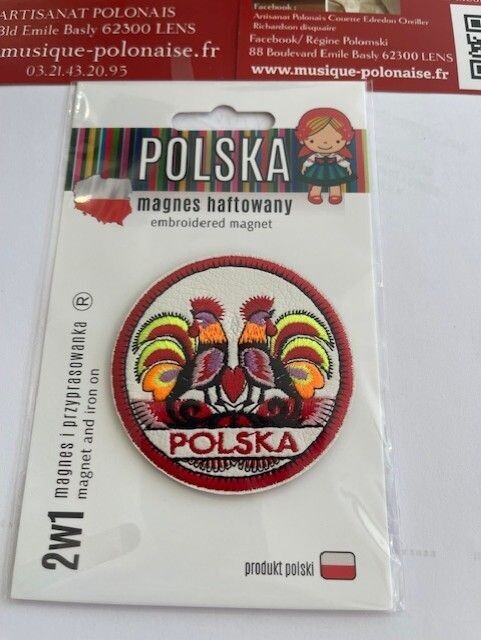 ARTISANAT POLONAIS
Bld Emile Basly 62300 LENS
musique-polonaise.fr
03.21.43.20.95
Facebook :
Artisanat Polonais Couette Edredon Oreiller
Richardson disquaire
Facebook/ Régine Polomski
88 Boulevard Emile Basly 62300 LENS
www.musique-polonaise.fr
POLSKA
magnes haftowany
embroidered magnet
2w1
magnes i przyprasowanka ®
magnet and iron on
POLSKA
produkt polski